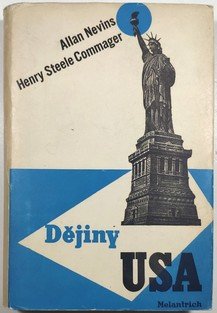 Allan Nevins
Henry Steele Commager
Dějiny
USA
Melantrich